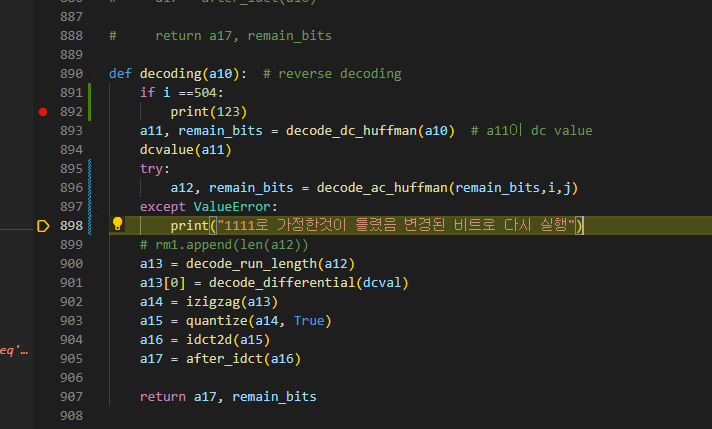 886 #     a17 = after_idct(a16)
887
888 #     return a17, remain_bits
889
890 def decoding(a10):  # reverse decoding
891     if i ==504:
892         print(123)
893     a11, remain_bits = decode_dc_huffman(a10)  # a11이 dc value
894     dcvalue(a11)
895     try:
896         a12, remain_bits = decode_ac_huffman(remain_bits,i,j)
897     except ValueError:
898         print("1111로 가정한것이 틀렸음 변경된 비트로 다시 실행")
899     # rm1.append(len(a12))
900     a13 = decode_run_length(a12)
901     a13[0] = decode_differential(dcval)
902     a14 = izigzag(a13)
903     a15 = quantize(a14, True)
904     a16 = idct2d(a15)
eq'…
905     a17 = after_idct(a16)
906
907     return a17, remain_bits
908